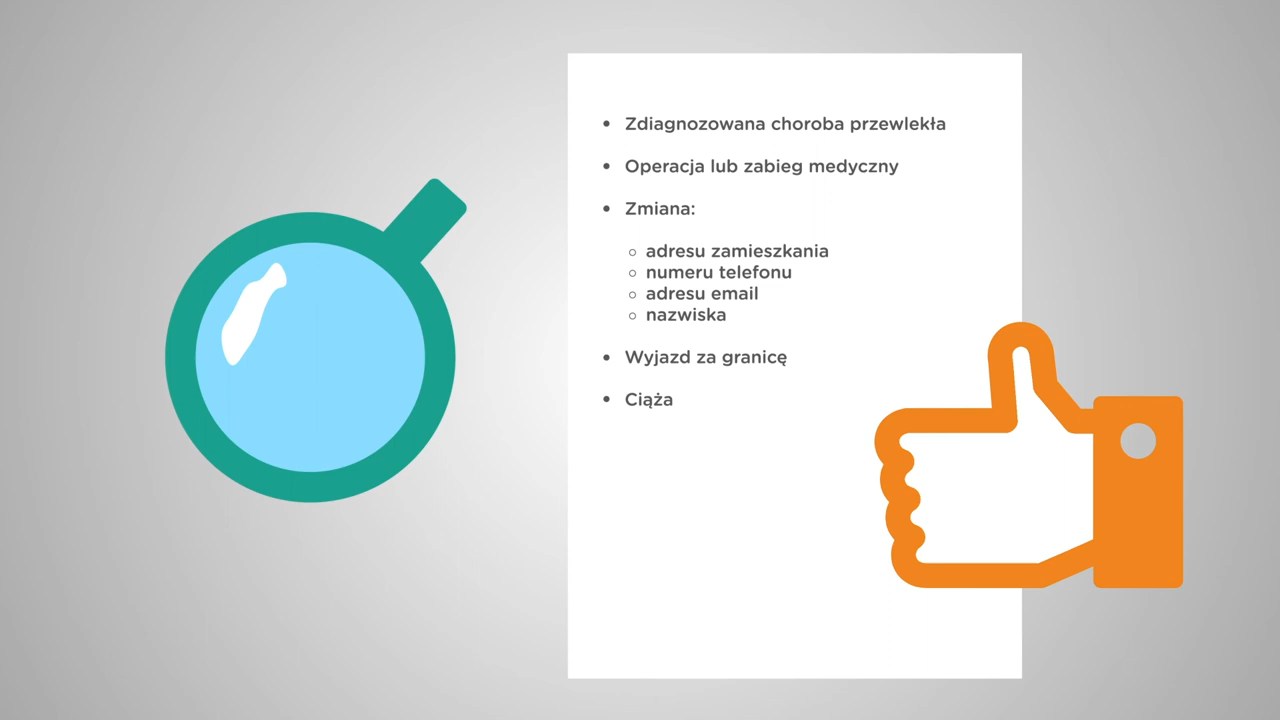 • Zdiagnozowana choroba przewlekła
• Operacja lub zabieg medyczny
• Zmiana:
○ adresu zamieszkania
○ numeru telefonu
○ adresu email
○ nazwiska
• Wyjazd za granicę
• Ciąża